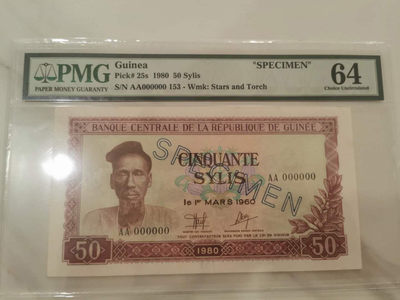 PMG
PAPER MONEY GUARANTY
Guinea "SPECIMEN"
Pick# 25s 1980 50 Sylis
S/N AA000000 153 - Wmk: Stars and Torch
64
Choice Uncirculated
BANQUE CENTRALE DE LA RÉPUBLIQUE DE GUINÉE
CINQUANTE
SYLIS
AA 000000
le 1er MARS 1960
SPECIMEN
AA 000000
50
1980
50